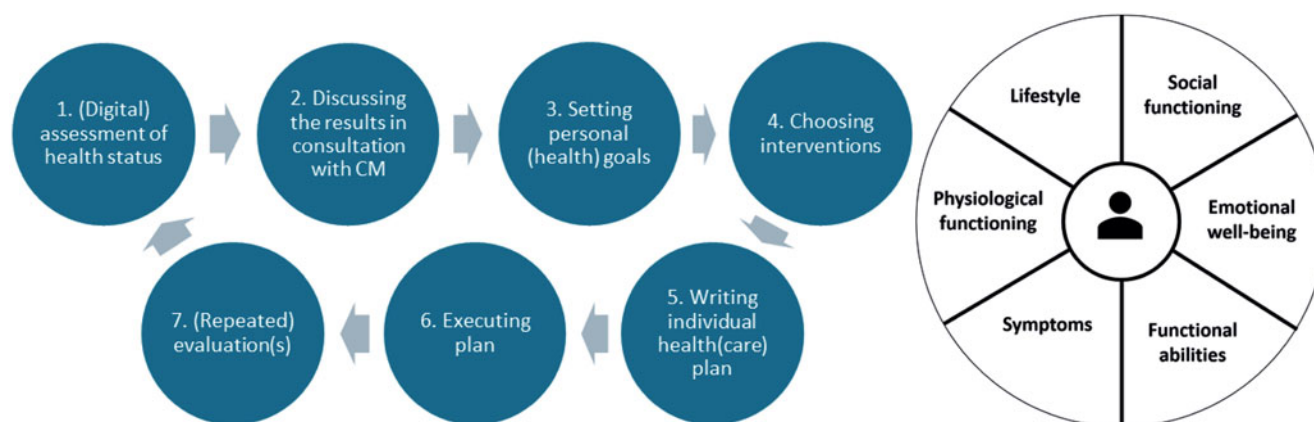 1. (Digital)
assessment of
health status
2. Discussing
the results in
consultation
with CM
3. Setting
personal
(health) goals
4. Choosing
interventions
5. Writing
individual
health(care)
plan
6. Executing
plan
7. (Repeated)
evaluation(s)
Lifestyle
Social
functioning
Physiological
functioning
Emotional
well-being
Symptoms
Functional
abilities